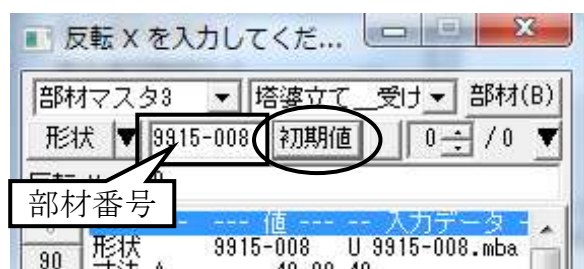 反転 X を入力してくだ...
部材マスタ3 塔婆立て__受け 部材(B)
形状 9915-008 初期値 0 / 0
部材番号
--- 値 --- -- 入力データ -
形状 9915-008 U 9915-008.mba
90